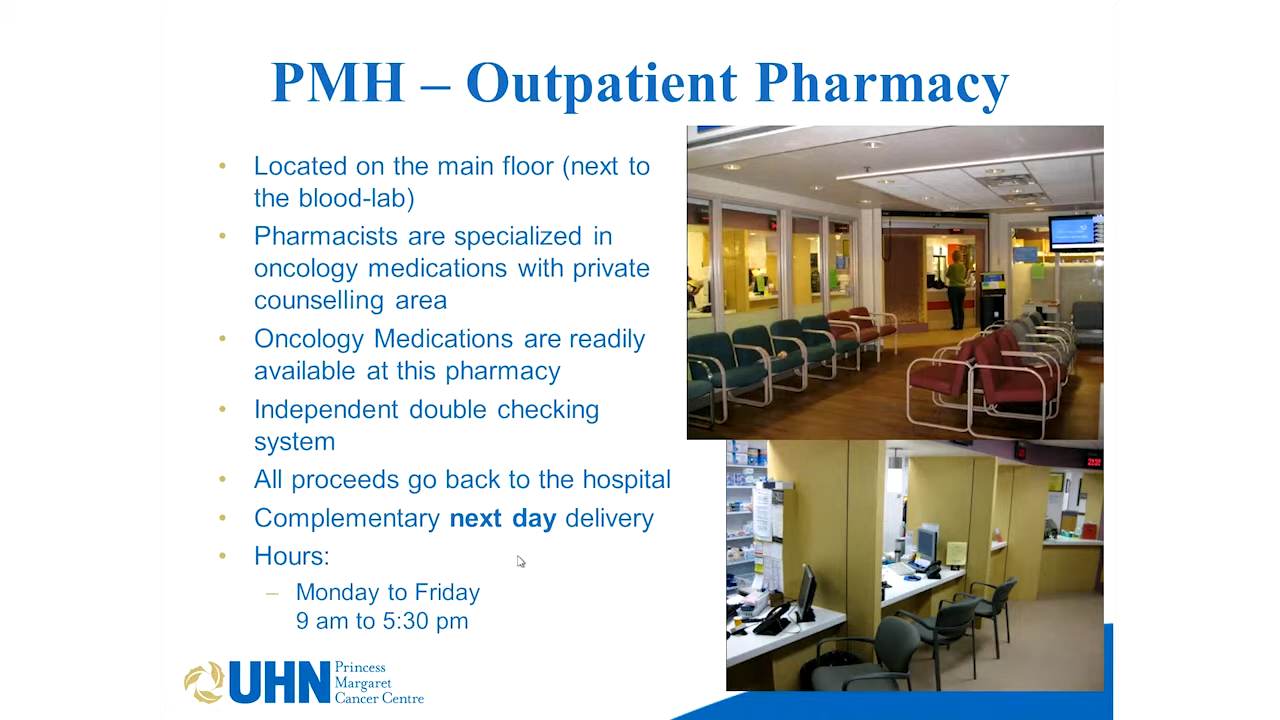 PMH – Outpatient Pharmacy
• Located on the main floor (next to
the blood-lab)
• Pharmacists are specialized in
oncology medications with private
counselling area
• Oncology Medications are readily
available at this pharmacy
• Independent double checking
system
• All proceeds go back to the hospital
• Complementary next day delivery
• Hours:
– Monday to Friday
9 am to 5:30 pm
UHN
Princess
Margaret
Cancer Centre